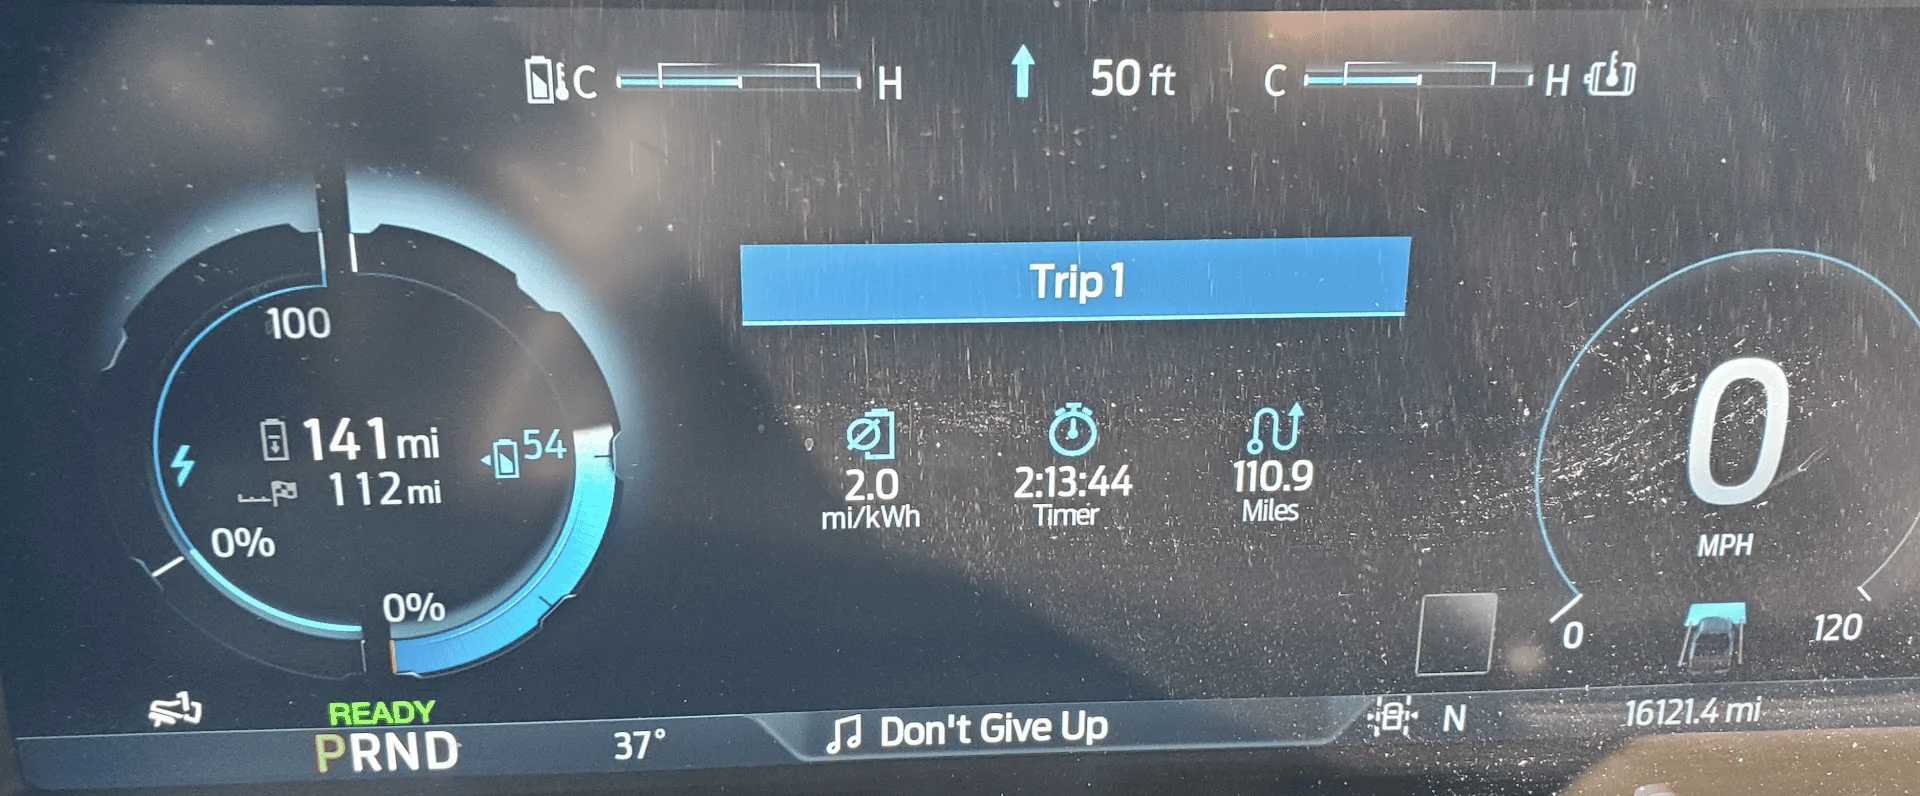 C H
50 ft
C H
Trip 1
100
141 mi
112 mi
54
0%
0%
2.0
mi/kWh
2:13:44
Timer
110.9
Miles
0
MPH
0
120
READY
PRND
37°
Don't Give Up
N
16121.4 mi